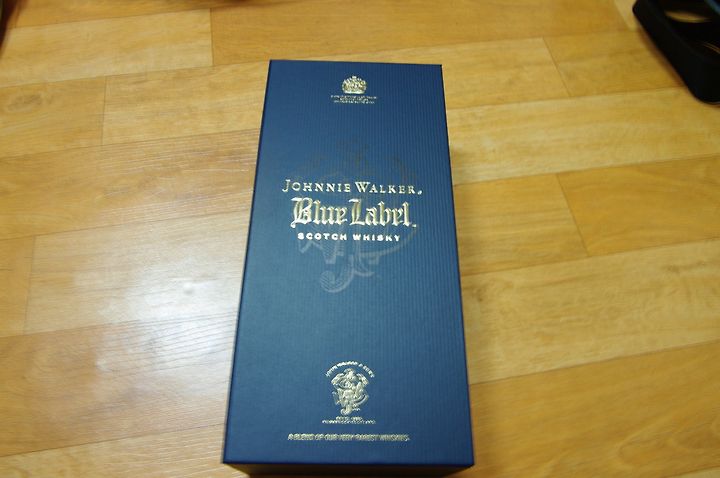 JOHNNIE WALKER.
Blue Label.
SCOTCH WHISKY
A BLEND OF OUR VERY RAREST WHISKIES.